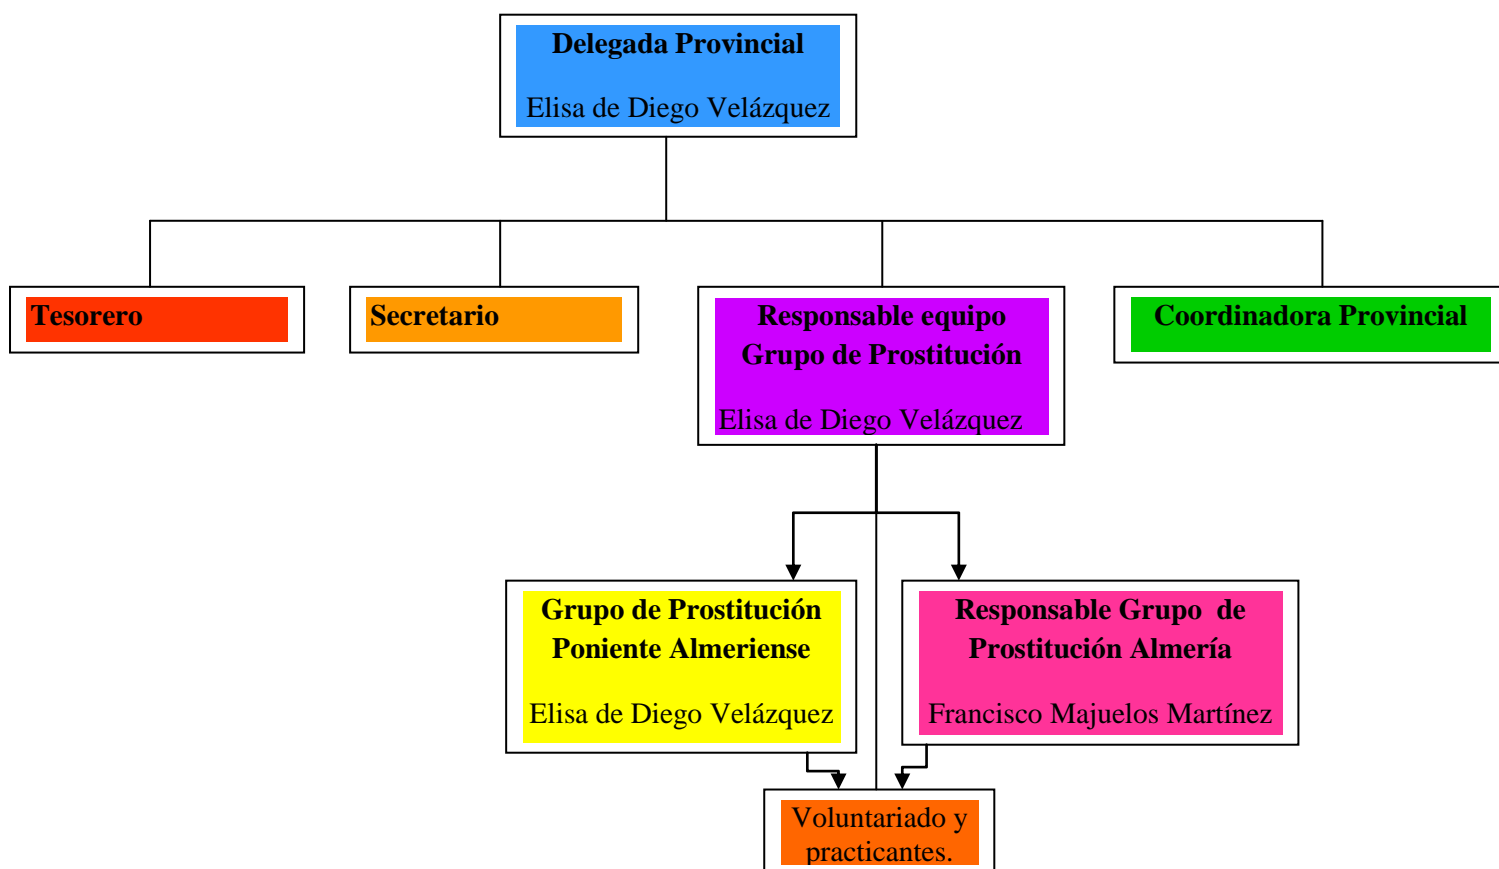 Delegada Provincial
Elisa de Diego Velázquez
Tesorero
Secretario
Responsable equipo
Grupo de Prostitución
Elisa de Diego Velázquez
Coordinadora Provincial
Grupo de Prostitución
Poniente Almeriense
Elisa de Diego Velázquez
Responsable Grupo de
Prostitución Almería
Francisco Majuelos Martínez
Voluntariado y
practicantes.